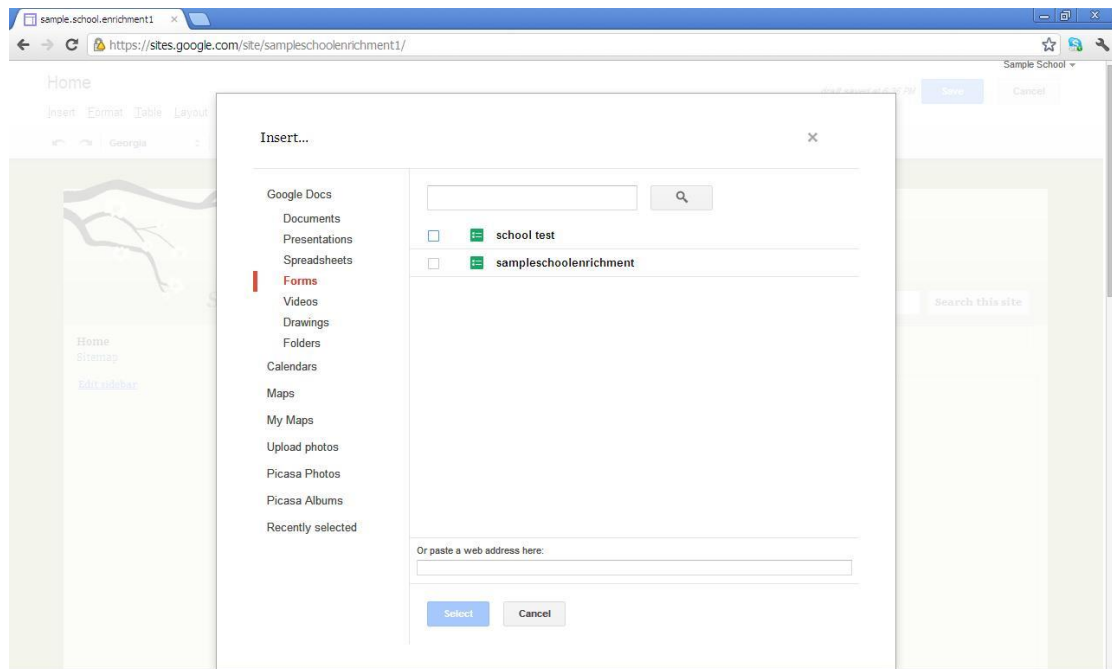 sample.school.enrichment1
https://sites.google.com/site/sampleschoolenrichment1/
Sample School
Home
Save
Cancel
Insert Format Table Layout
Georgia
Insert...
Google Docs
Documents
Presentations
Spreadsheets
Forms
Videos
Drawings
Folders
Calendars
Maps
My Maps
Upload photos
Picasa Photos
Picasa Albums
Recently selected
school test
sampleschoolenrichment
Or paste a web address here:
Select
Cancel
Search this site
Home
Sitemap
Edit sidebar